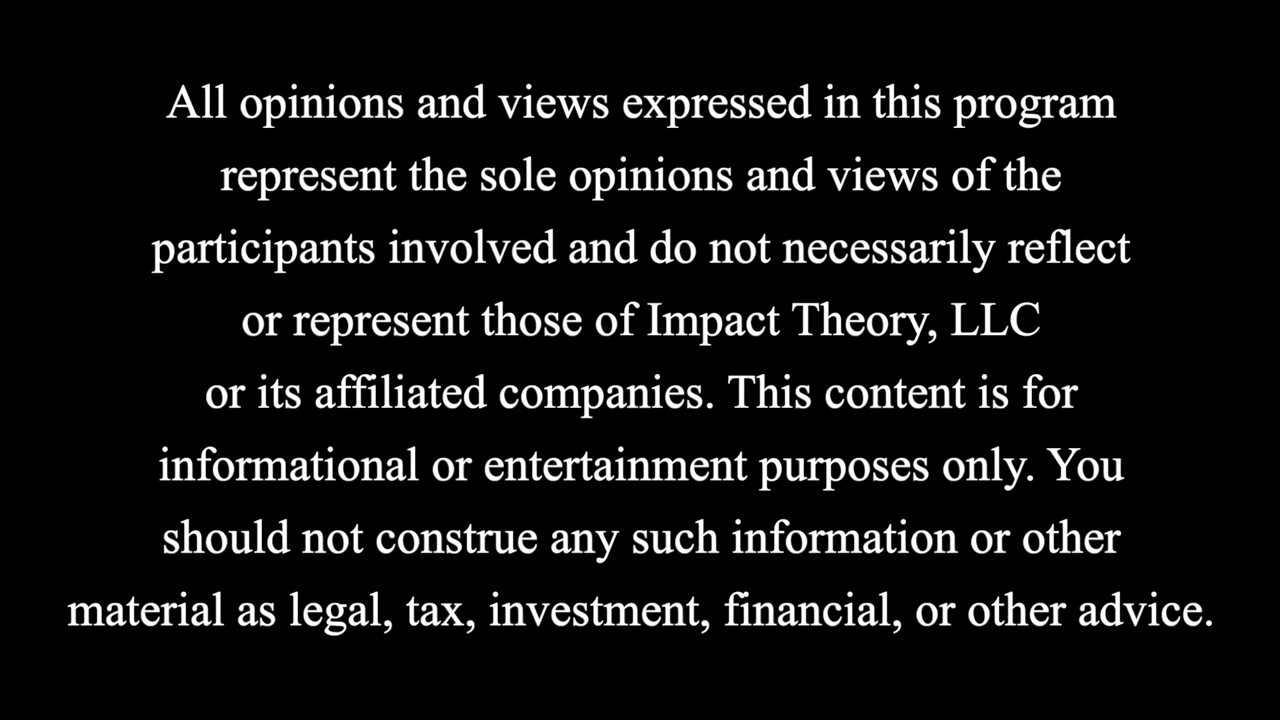 All opinions and views expressed in this program
represent the sole opinions and views of the
participants involved and do not necessarily reflect
or represent those of Impact Theory, LLC
or its affiliated companies. This content is for
informational or entertainment purposes only. You
should not construe any such information or other
material as legal, tax, investment, financial, or other advice.